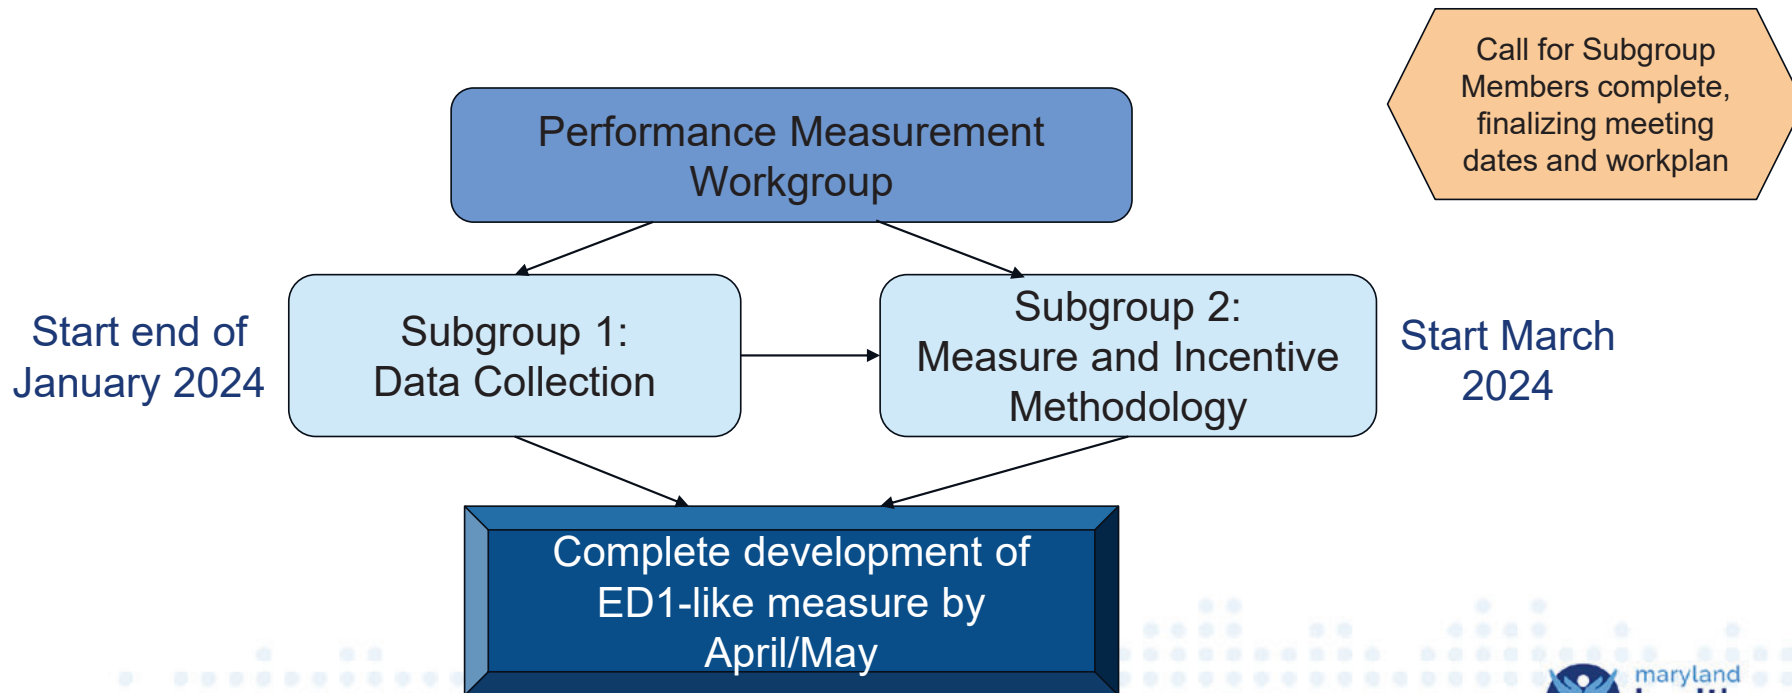 Call for Subgroup
Members complete,
finalizing meeting
dates and workplan
Performance Measurement
Workgroup
Start end of
January 2024
Subgroup 1:
Data Collection
Subgroup 2:
Measure and Incentive
Methodology
Start March
2024
Complete development of
ED1-like measure by
April/May
maryland